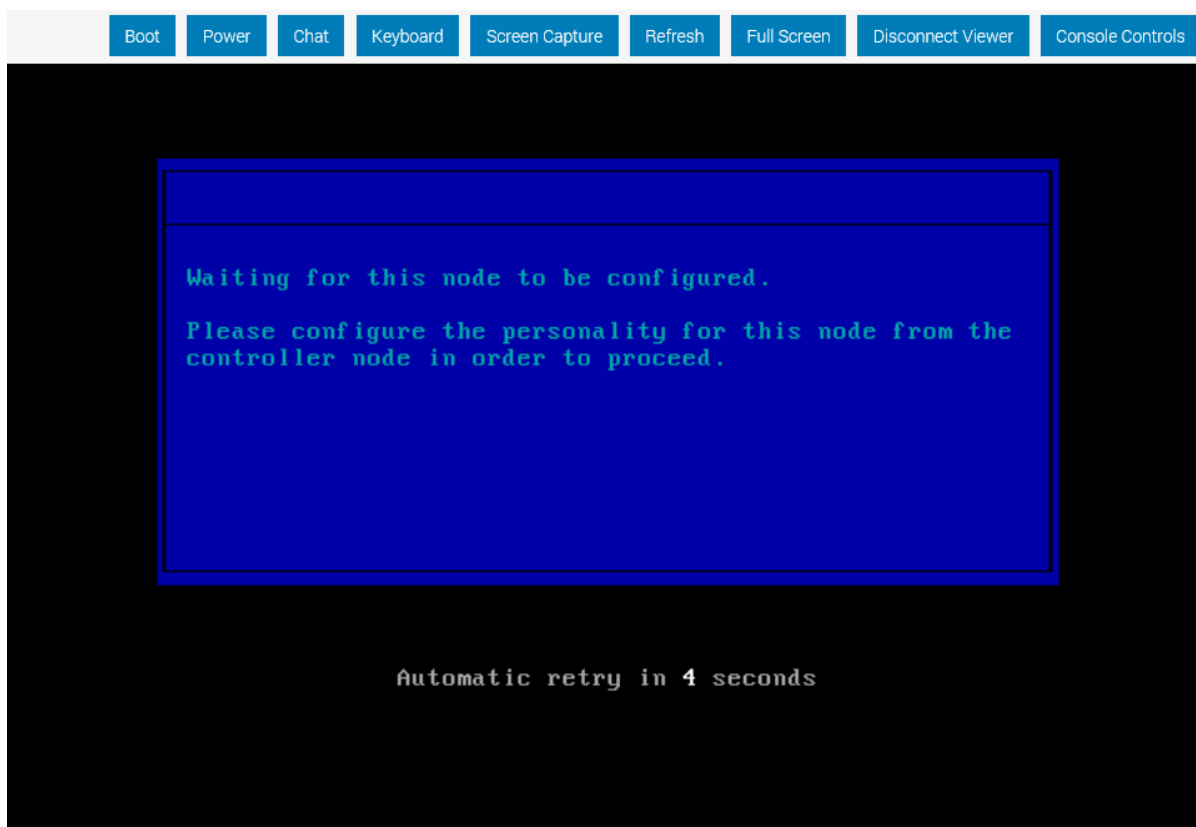 Boot Power Chat Keyboard Screen Capture Refresh Full Screen Disconnect Viewer Console Controls
Waiting for this node to be configured.
Please configure the personality for this node from the
controller node in order to proceed.
Automatic retry in 4 seconds